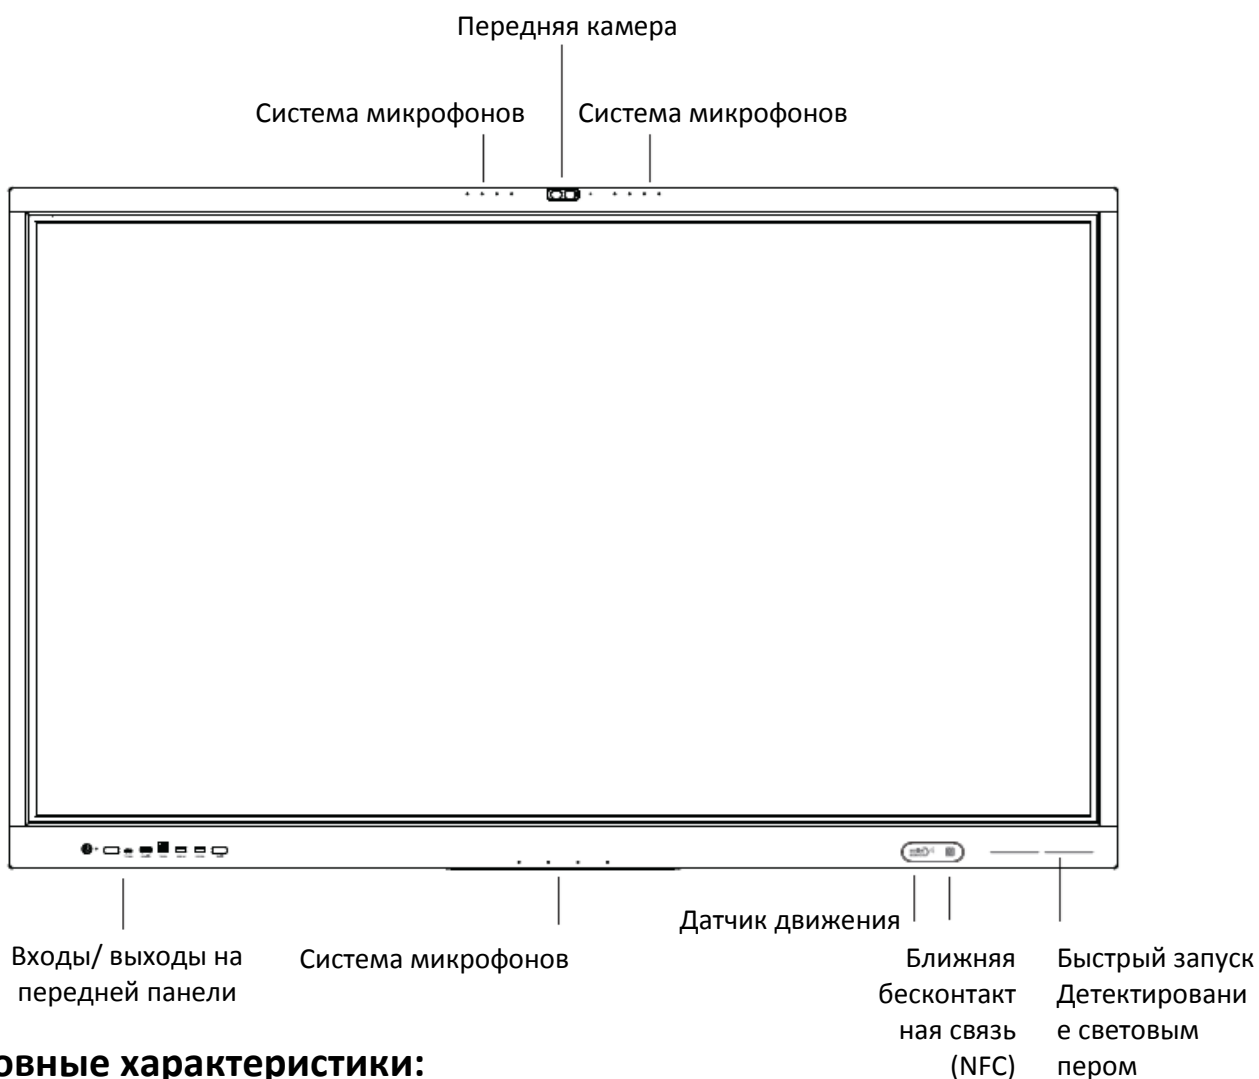 Передняя камера
Система микрофонов
Система микрофонов
Датчик движения
Входы/ выходы на
передней панели
Система микрофонов
Ближняя
бесконтакт
ная связь
(NFC)
Быстрый запуск
Детектировани
е световым
пером
овные характеристики: